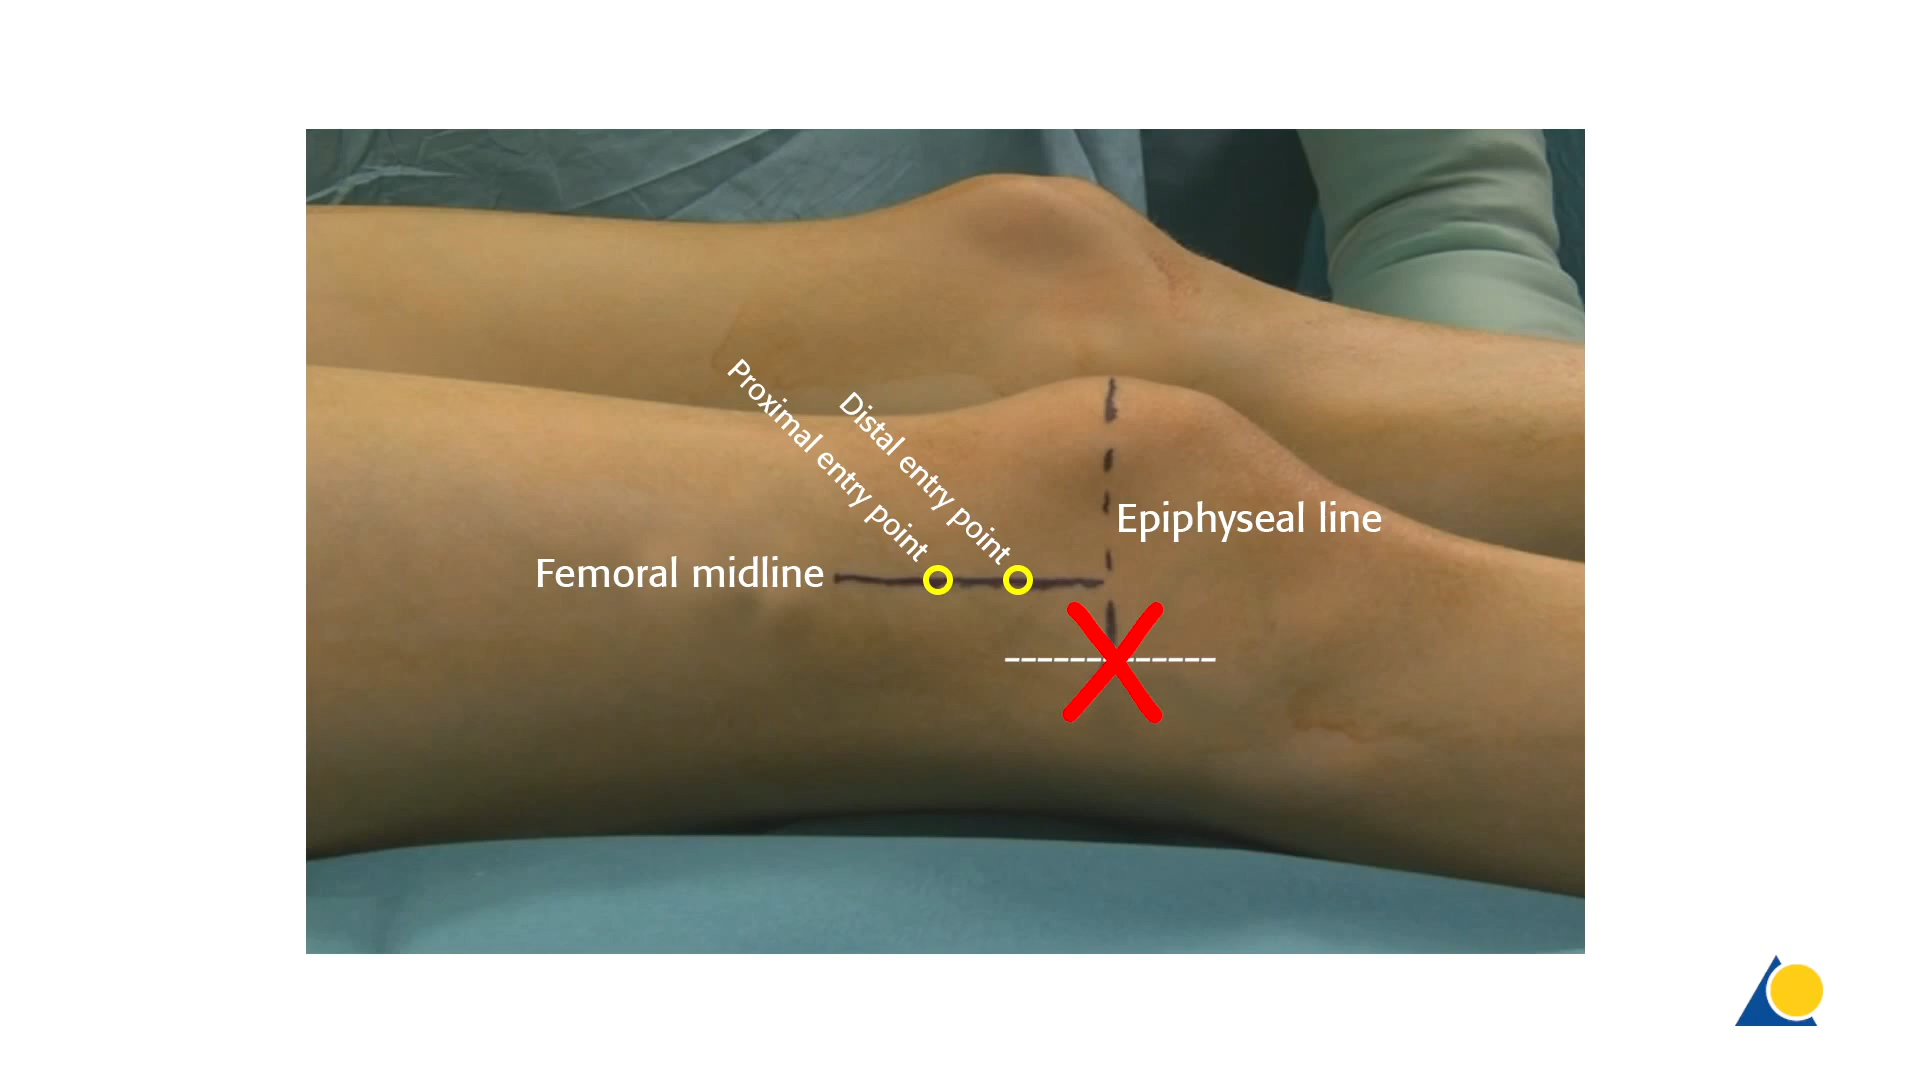 Proximal entry point
Distal entry point
Epiphyseal line
Femoral midline